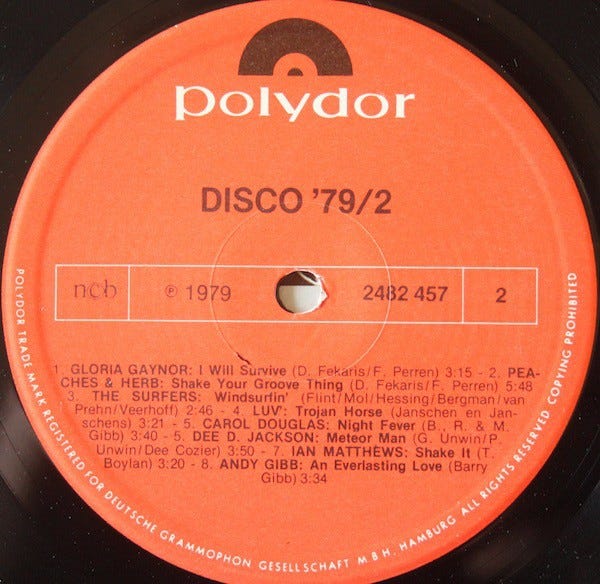 polydor
DISCO '79/2
ncb ℗ 1979 2482 457 2
1. GLORIA GAYNOR: I Will Survive (D. Fekaris/F. Perren) 3:15 - 2. PEA-
CHES & HERB: Shake Your Groove Thing (D. Fekaris/F. Perren) 5:48
3. THE SURFERS: Windsurfin' (Flint/Mol/Hessing/Bergman/van
Prehn/Veerhoff) 2:46 - 4. LUV': Trojan Horse (Janschen en Jan-
schens) 3:21 - 5. CAROL DOUGLAS: Night Fever (B., R. & M.
Gibb) 3:40 - 5. DEE D. JACKSON: Meteor Man (G. Unwin/P.
Unwin/Dee Cozier) 3:50 - 7. IAN MATTHEWS: Shake It (T.
Boylan) 3:20 - 8. ANDY GIBB: An Everlasting Love (Barry
Gibb) 3:34
POLYDOR TRADE MARK REGISTERED FOR DEUTSCHE GRAMMOPHON GESELLSCHAFT M B H. HAMBURG ALL RIGHTS RESERVED COPYING PROHIBITED